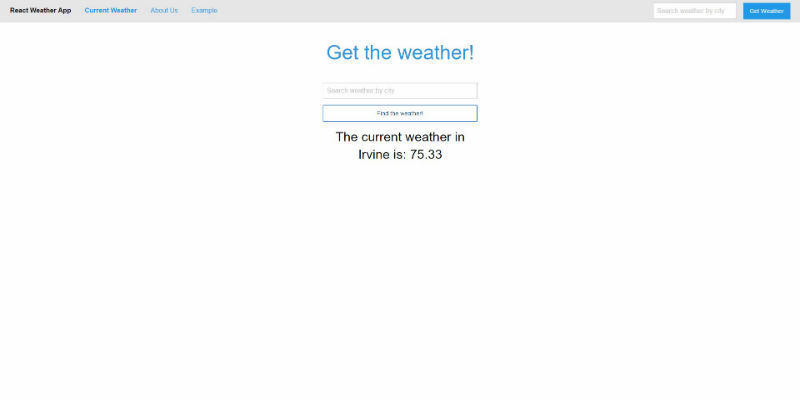 React Weather App Current Weather About Us Example Search weather by city Get Weather
Get the weather!
Search weather by city
Find the weather!
The current weather in
Irvine is: 75.33